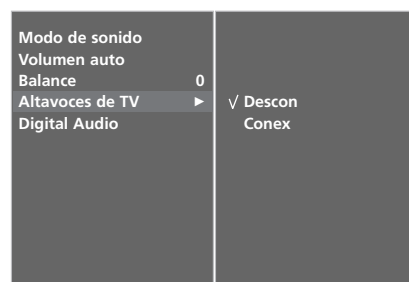 Modo de sonido
Volumen auto
Balance 0
Altavoces de TV ►
Digital Audio
√ Descon
Conex